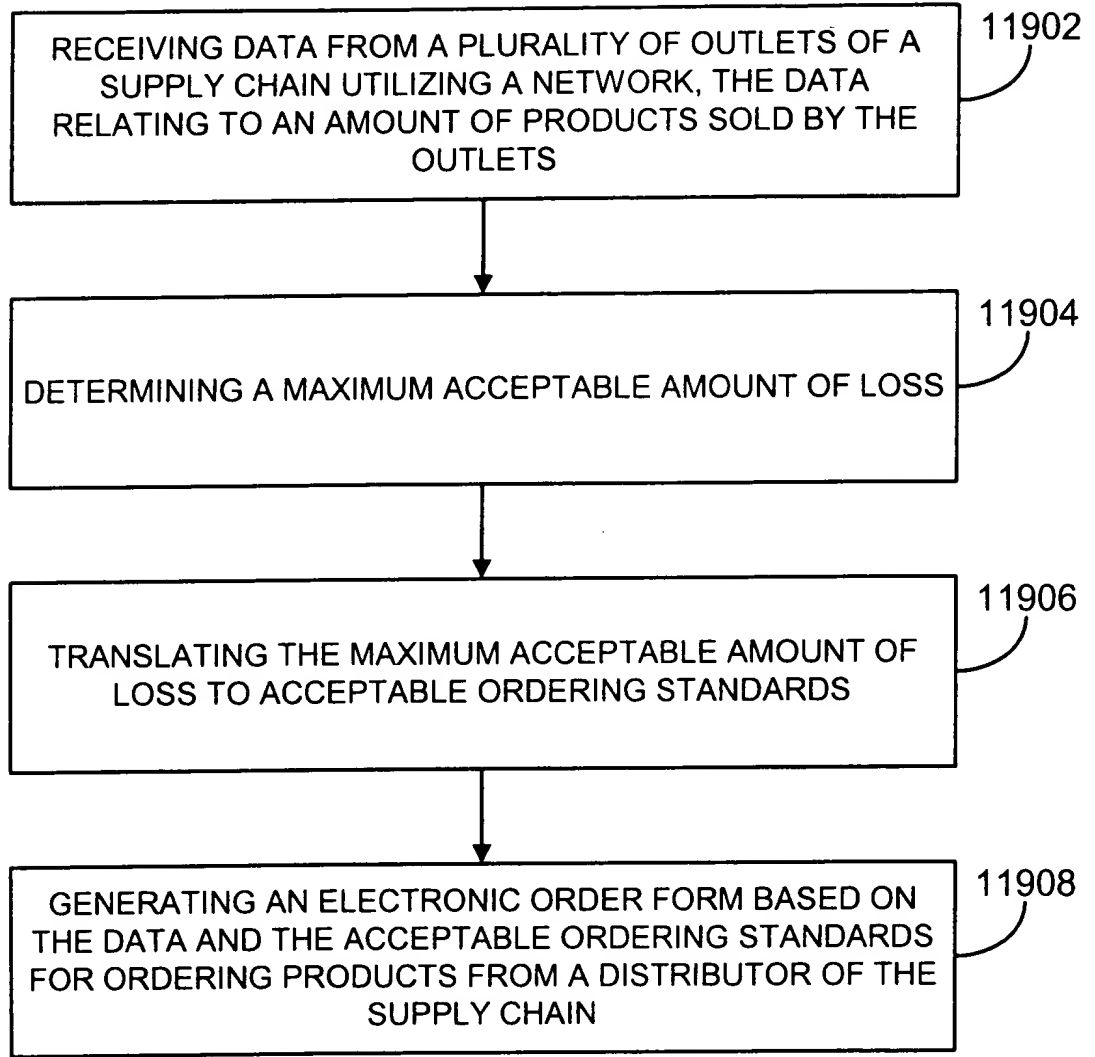 RECEIVING DATA FROM A PLURALITY OF OUTLETS OF A
SUPPLY CHAIN UTILIZING A NETWORK, THE DATA
RELATING TO AN AMOUNT OF PRODUCTS SOLD BY THE
OUTLETS
11902
DETERMINING A MAXIMUM ACCEPTABLE AMOUNT OF LOSS
11904
TRANSLATING THE MAXIMUM ACCEPTABLE AMOUNT OF
LOSS TO ACCEPTABLE ORDERING STANDARDS
11906
GENERATING AN ELECTRONIC ORDER FORM BASED ON
THE DATA AND THE ACCEPTABLE ORDERING STANDARDS
FOR ORDERING PRODUCTS FROM A DISTRIBUTOR OF THE
SUPPLY CHAIN
11908